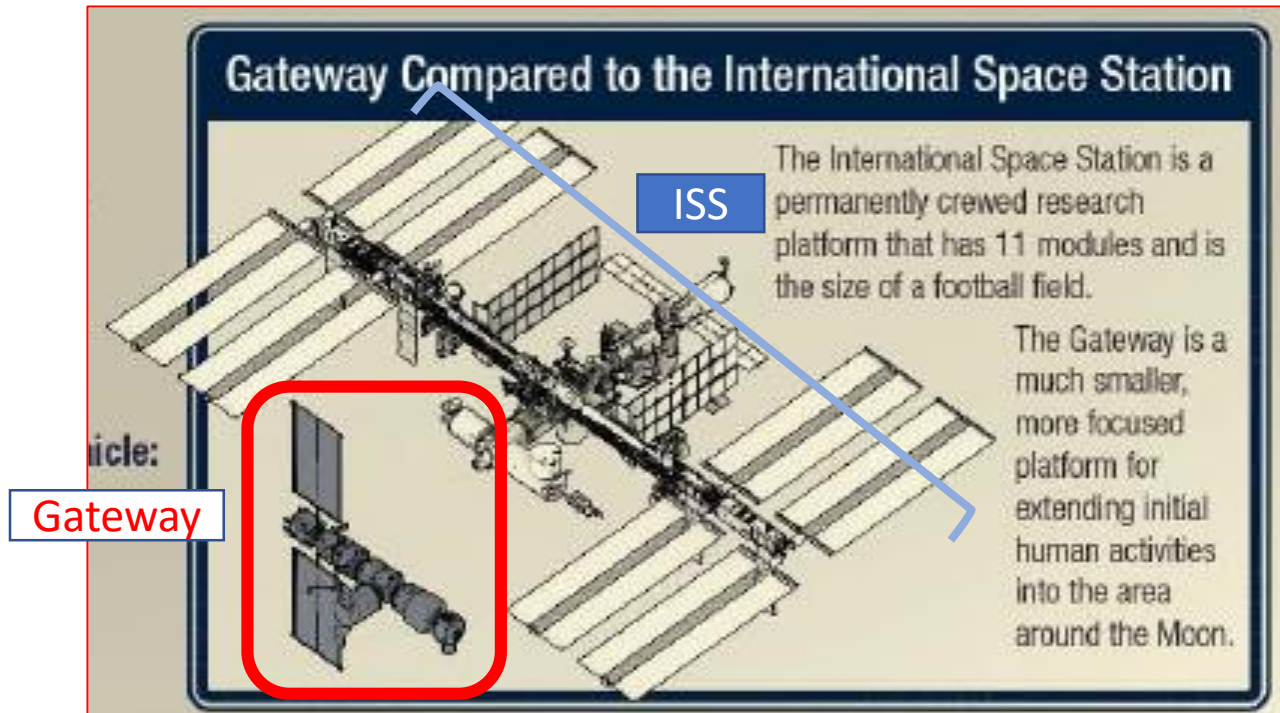 Gateway Compared to the International Space Station
The International Space Station is a
permanently crewed research
platform that has 11 modules and is
the size of a football field.
ISS
The Gateway is a
much smaller,
more focused
platform for
extending initial
human activities
into the area
around the Moon.
icle:
Gateway